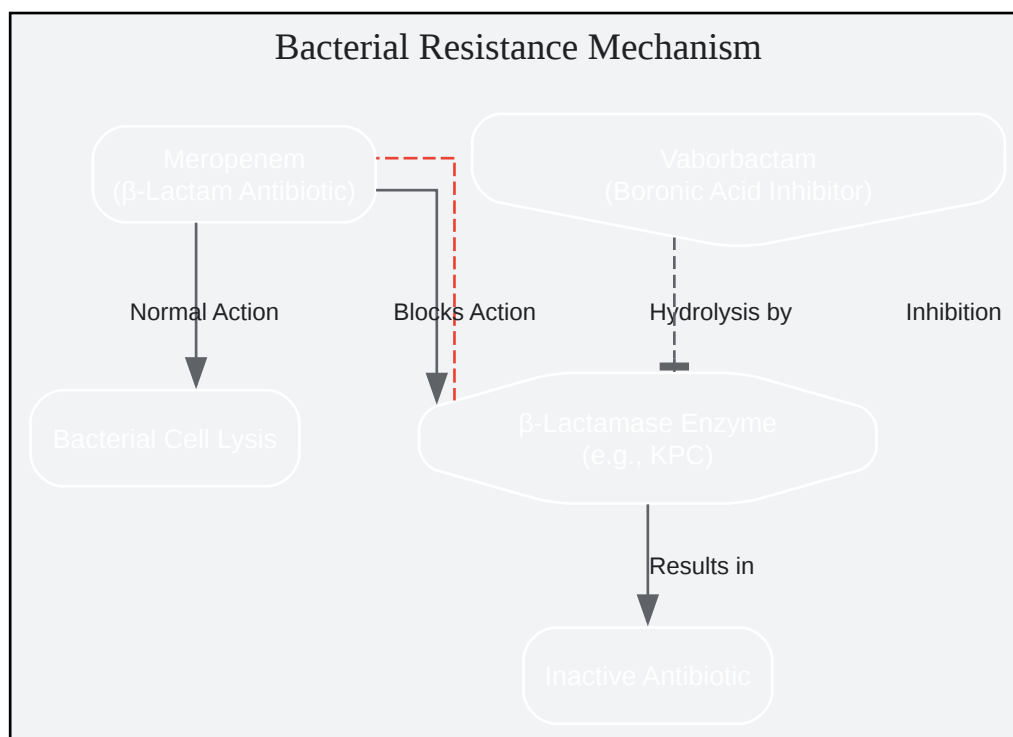 Bacterial Resistance Mechanism
Meropenem
(β-Lactam Antibiotic)
Vaborbactam
(Boronic Acid Inhibitor)
Normal Action
Blocks Action
Hydrolysis by
Inhibition
Bacterial Cell Lysis
β-Lactamase Enzyme
(e.g., KPC)
Results in
Inactive Antibiotic